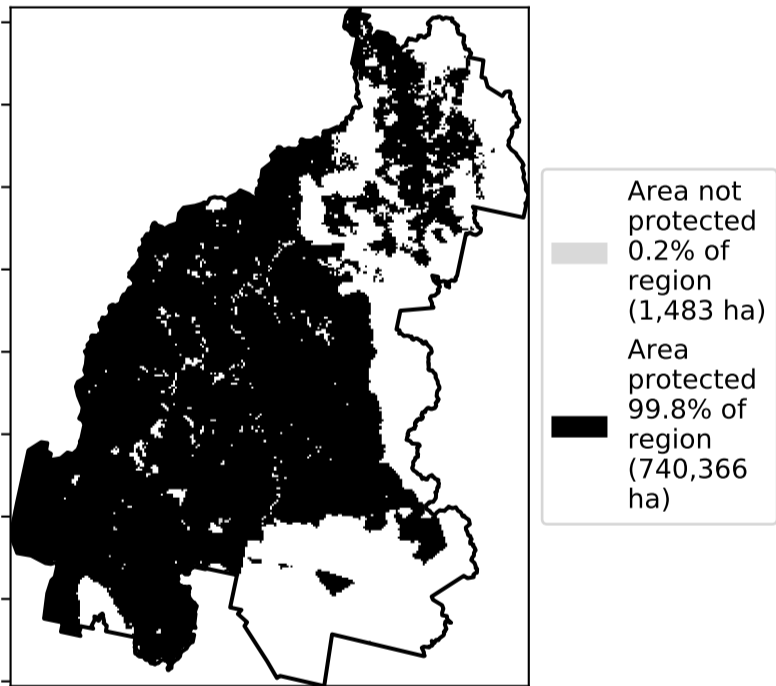 Area not
protected
0.2% of
region
(1,483 ha)
Area
protected
99.8% of
region
(740,366
ha)